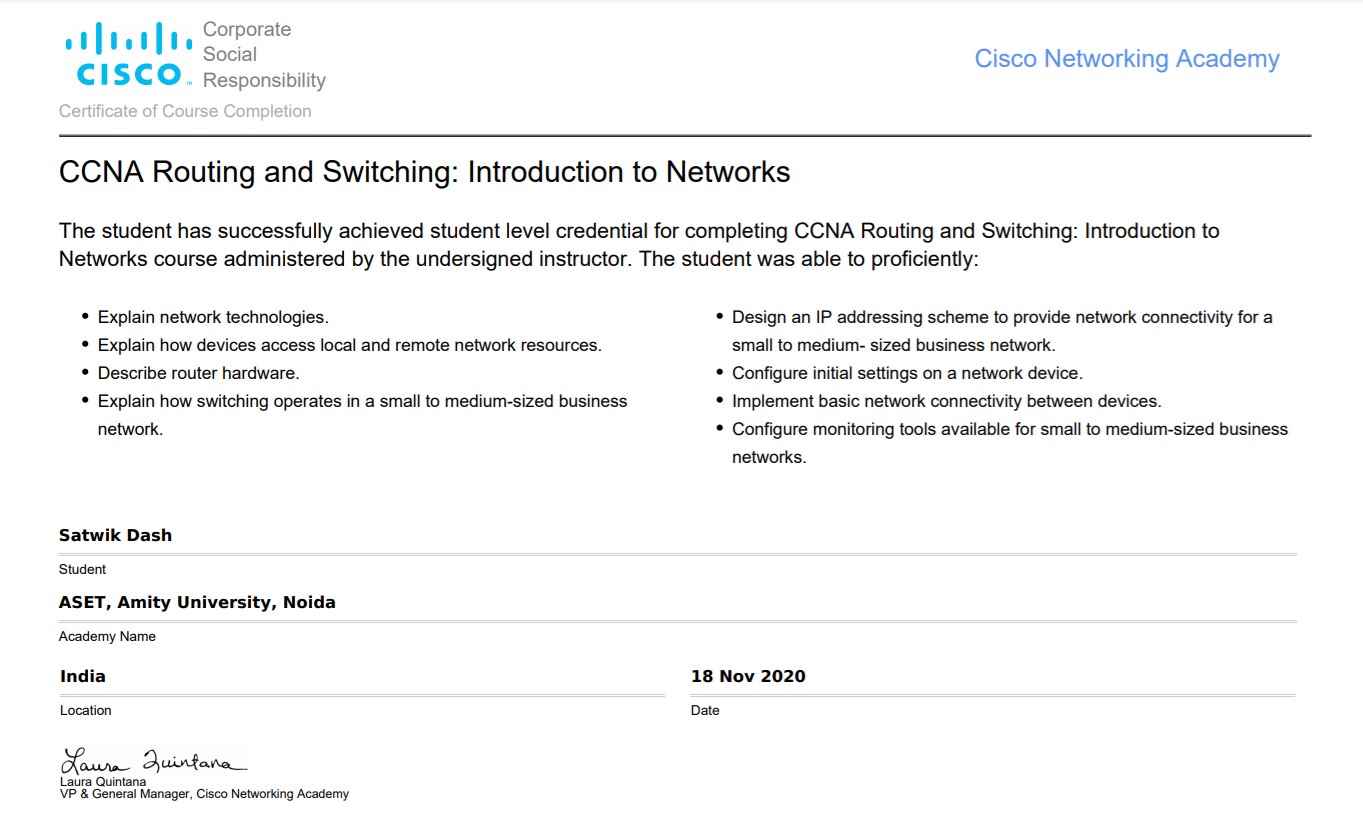 Corporate
Social
Responsibility
CISCO™
Cisco Networking Academy
Certificate of Course Completion
CCNA Routing and Switching: Introduction to Networks
The student has successfully achieved student level credential for completing CCNA Routing and Switching: Introduction to
Networks course administered by the undersigned instructor. The student was able to proficiently:
• Explain network technologies.
• Explain how devices access local and remote network resources.
• Describe router hardware.
• Explain how switching operates in a small to medium-sized business
network.
• Design an IP addressing scheme to provide network connectivity for a
small to medium- sized business network.
• Configure initial settings on a network device.
• Implement basic network connectivity between devices.
• Configure monitoring tools available for small to medium-sized business
networks.
Satwik Dash
Student
ASET, Amity University, Noida
Academy Name
India
Location
18 Nov 2020
Date
Laura Quintana
Laura Quintana
VP & General Manager, Cisco Networking Academy